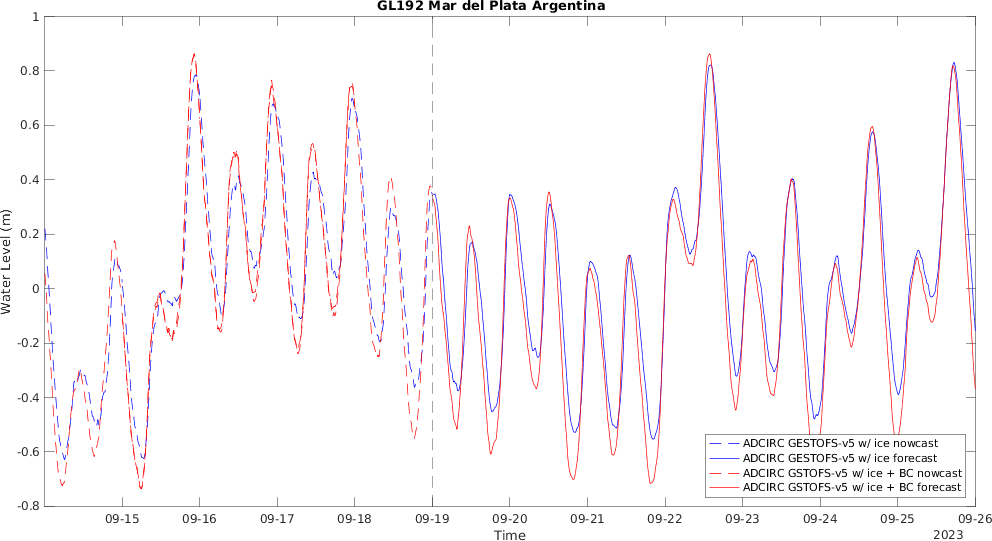 GL192 Mar del Plata Argentina
1
0.8
0.6
0.4
0.2
0
-0.2
-0.4
-0.6
-0.8
Water Level (m)
09-15 09-16 09-17 09-18 09-19 09-20 09-21 09-22 09-23 09-24 09-25 09-26
Time
2023
ADCIRC GESTOFS-v5 w/ ice nowcast
ADCIRC GESTOFS-v5 w/ ice forecast
ADCIRC GSTOFS-v5 w/ ice + BC nowcast
ADCIRC GSTOFS-v5 w/ ice + BC forecast